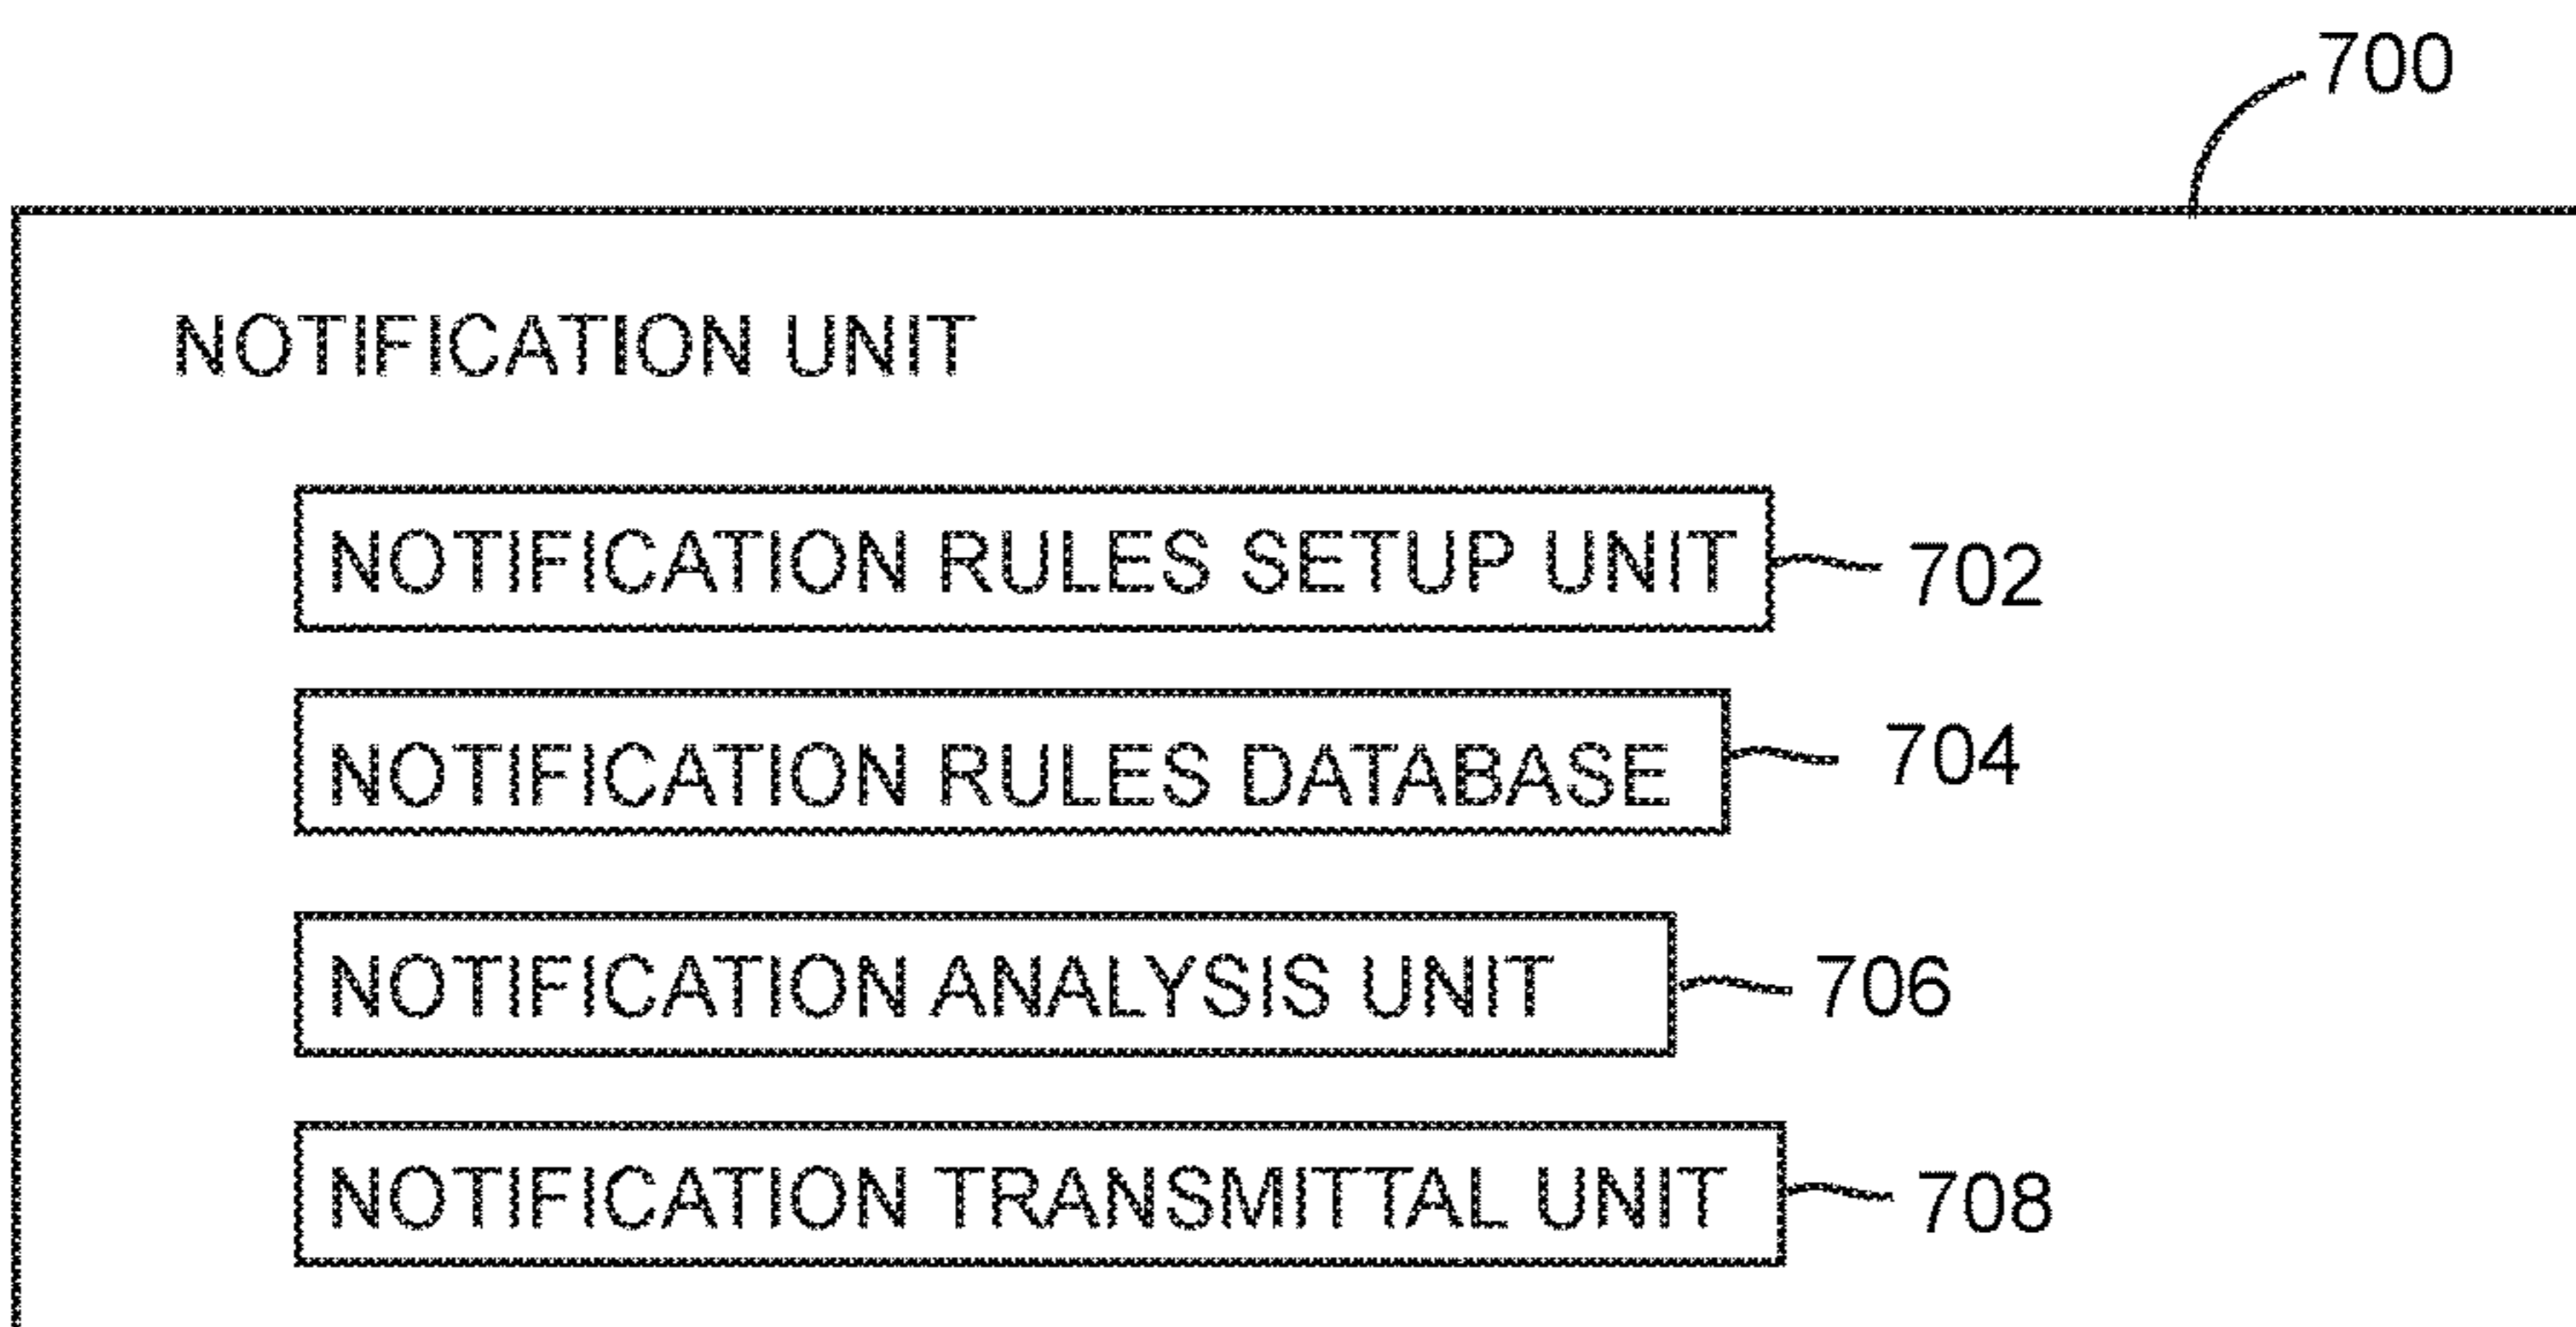 700
NOTIFICATION UNIT
NOTIFICATION RULES SETUP UNIT
702
NOTIFICATION RULES DATABASE
704
NOTIFICATION ANALYSIS UNIT
706
NOTIFICATION TRANSMITTAL UNIT
708